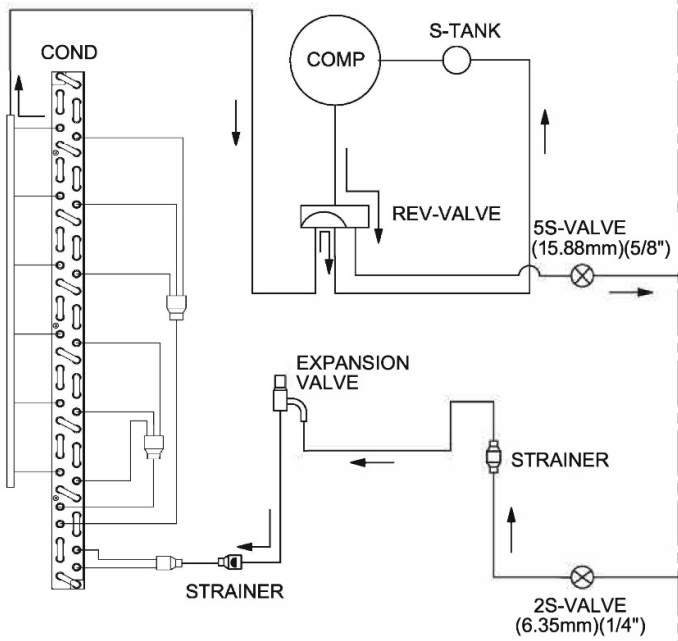 S-TANK
COND
COMP
REV-VALVE
5S-VALVE
(15.88mm)(5/8")
EXPANSION
VALVE
STRAINER
STRAINER
2S-VALVE
(6.35mm)(1/4")